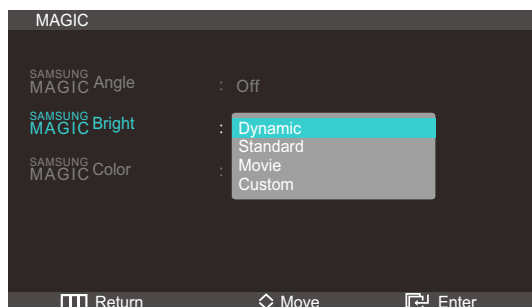 MAGIC
SAMSUNG
MAGIC Angle : Off
SAMSUNG
MAGIC Bright : Dynamic
Standard
Movie
Custom
SAMSUNG
MAGIC Color :
Return Move Enter